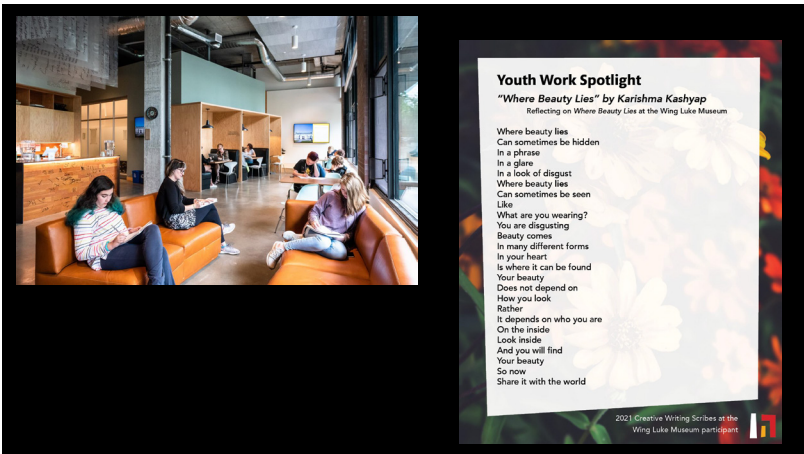 Youth Work Spotlight
“Where Beauty Lies” by Karishma Kashyap
Reflecting on Where Beauty Lies at the Wing Luke Museum
Where beauty lies
Can sometimes be hidden
In a phrase
In a glare
In a look of disgust
Where beauty lies
Can sometimes be seen
Like
What are you wearing?
You are disgusting
Beauty comes
In many different forms
In your heart
Is where it can be found
Your beauty
Does not depend on
How you look
Rather
It depends on who you are
On the inside
Look inside
And you will find
Your beauty
So now
Share it with the world
2021 Creative Writing Scribes at the
Wing Luke Museum participant